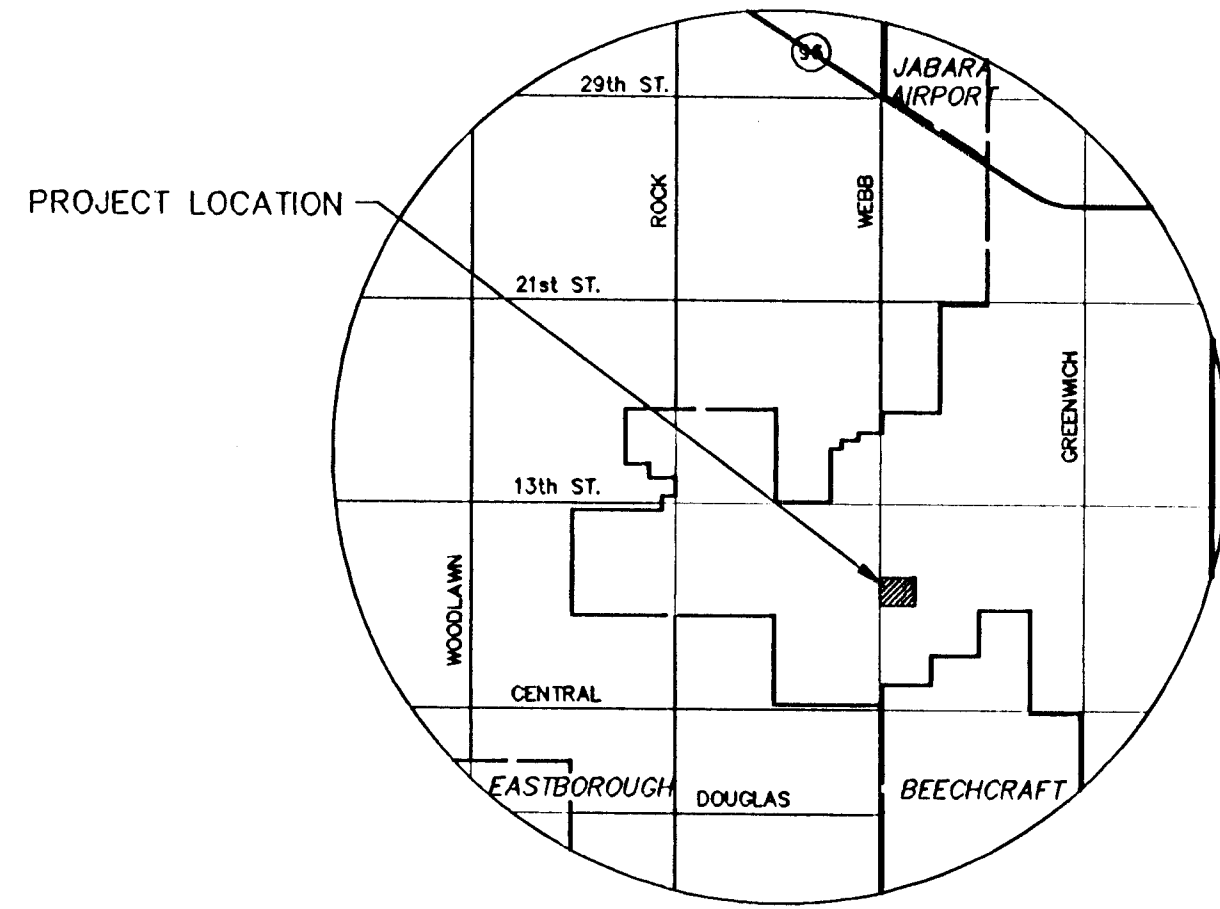 96
JABARA
AIRPORT
29th ST.
PROJECT LOCATION
ROCK
WEBB
21st ST.
GREENWICH
13th ST.
WOODLAWN
CENTRAL
EASTBOROUGH
DOUGLAS
BEECHCRAFT